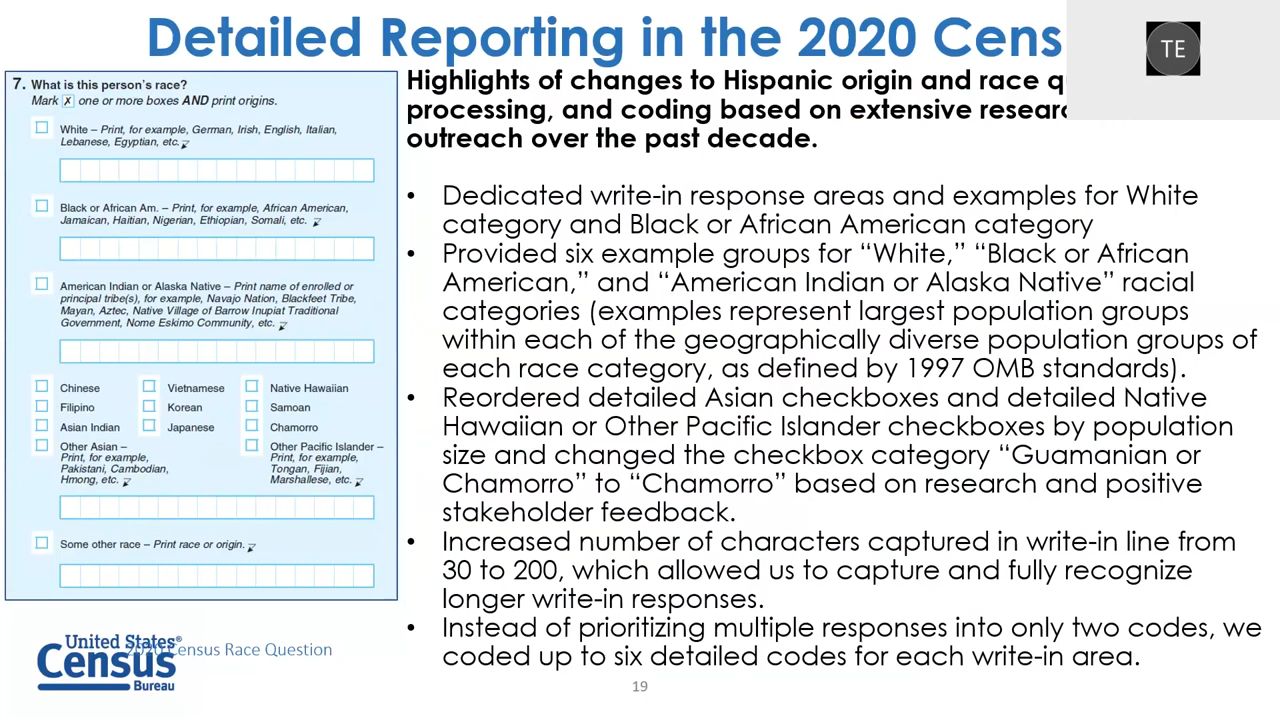 Detailed Reporting in the 2020 Cens
TE
7. What is this person's race?
Mark X one or more boxes AND print origins.
White – Print, for example, German, Irish, English, Italian,
Lebanese, Egyptian, etc.
Black or African Am. – Print, for example, African American,
Jamaican, Haitian, Nigerian, Ethiopian, Somali, etc.
American Indian or Alaska Native – Print name of enrolled or
principal tribe(s), for example, Navajo Nation, Blackfeet Tribe,
Mayan, Aztec, Native Village of Barrow Inupiat Traditional
Government, Nome Eskimo Community, etc.
Chinese Vietnamese Native Hawaiian
Filipino Korean Samoan
Asian Indian Japanese Chamorro
Other Asian –
Print, for example,
Pakistani, Cambodian,
Hmong, etc.
Other Pacific Islander –
Print, for example,
Tongan, Fijian,
Marshallese, etc.
Some other race – Print race or origin.
United States®
Census
Bureau
2020 Census Race Question
Highlights of changes to Hispanic origin and race
processing, and coding based on extensive
outreach over the past decade.
• Dedicated write-in response areas and examples for White
category and Black or African American category
• Provided six example groups for “White,” “Black or African
American,” and “American Indian or Alaska Native” racial
categories (examples represent largest population groups
within each of the geographically diverse population groups of
each race category, as defined by 1997 OMB standards).
• Reordered detailed Asian checkboxes and detailed Native
Hawaiian or Other Pacific Islander checkboxes by population
size and changed the checkbox category “Guamanian or
Chamorro” to “Chamorro” based on research and positive
stakeholder feedback.
• Increased number of characters captured in write-in line from
30 to 200, which allowed us to capture and fully recognize
longer write-in responses.
• Instead of prioritizing multiple responses into only two codes, we
coded up to six detailed codes for each write-in area.
19